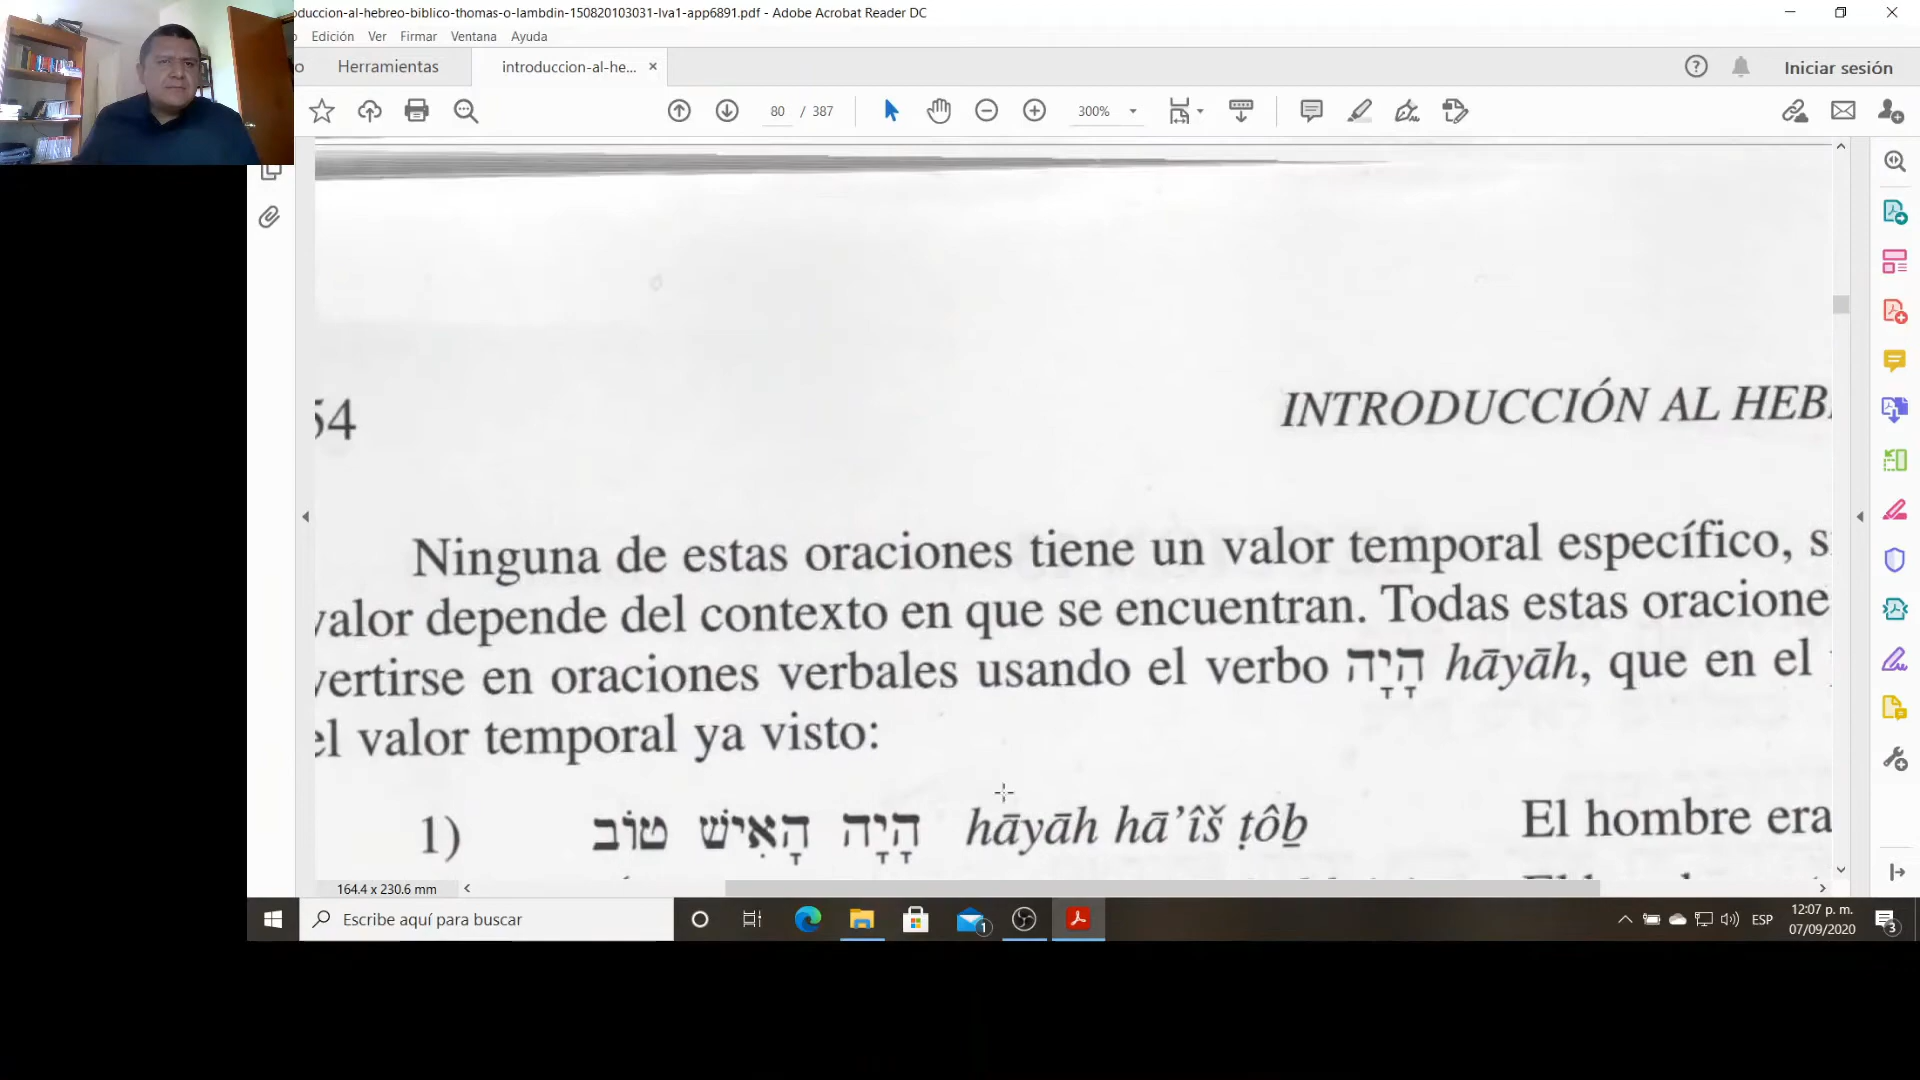 oduccion-al-hebreo-biblico-thomas-o-lambdin-150820103031-lva1-app6891.pdf - Adobe Acrobat Reader DC
Edición Ver Firmar Ventana Ayuda
Herramientas introduccion-al-he... Iniciar sesión
80 / 387 300%
54 INTRODUCCIÓN AL HEB
Ninguna de estas oraciones tiene un valor temporal específico, s
valor depende del contexto en que se encuentran. Todas estas oracione
vertirse en oraciones verbales usando el verbo הָיָה hāyāh, que en el
el valor temporal ya visto:
1) הָיָה הָאִישׁ טוֹב hāyāh hā’îš ṭôḇ El hombre era
164.4 x 230.6 mm
Escribe aquí para buscar
1
ESP
12:07 p. m.
07/09/2020
3